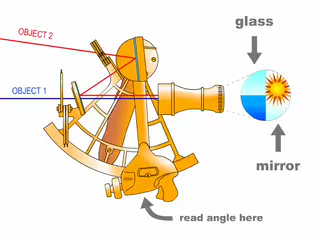 glass
OBJECT 2
OBJECT 1
mirror
read angle here